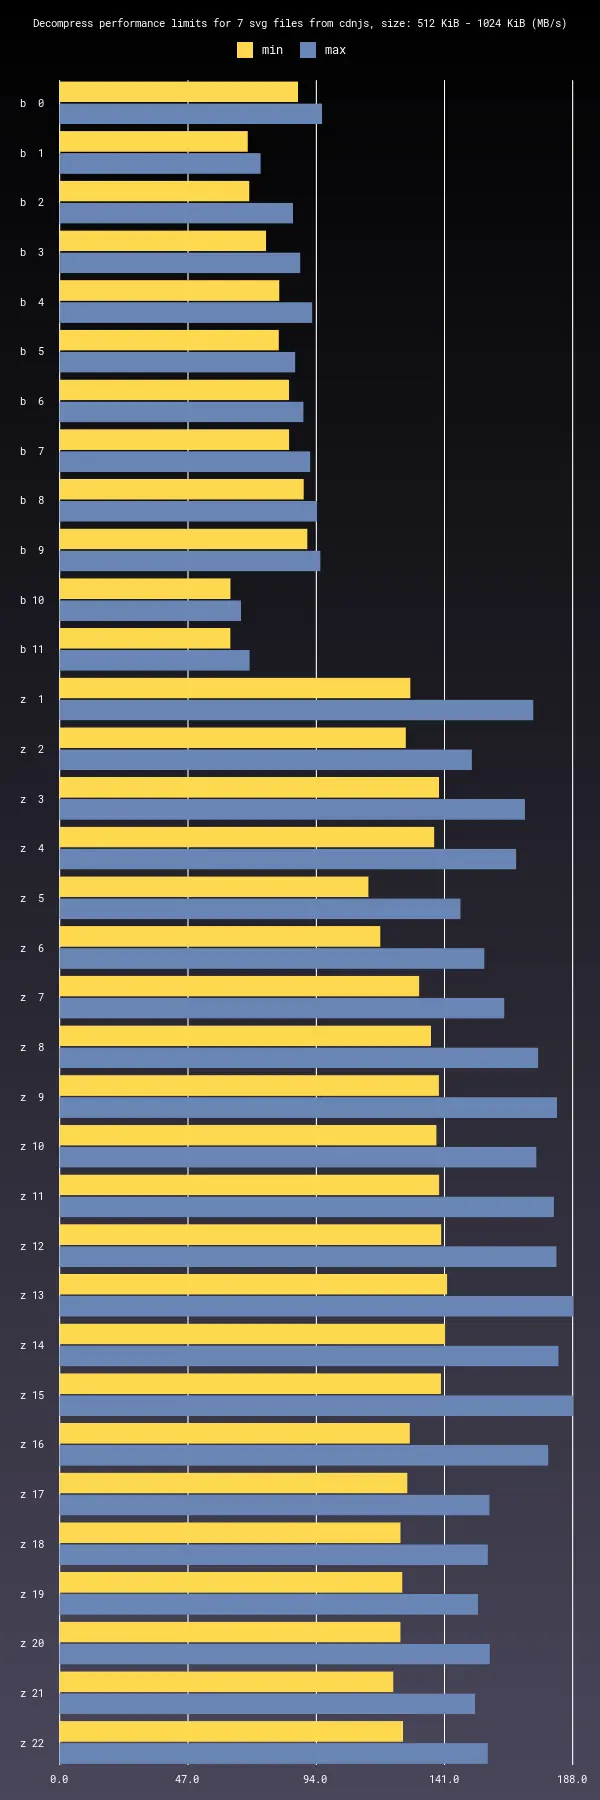 Decompress performance limits for 7 svg files from cdnjs, size: 512 KiB - 1024 KiB (MB/s)
min max
b 0
b 1
b 2
b 3
b 4
b 5
b 6
b 7
b 8
b 9
b 10
b 11
z 1
z 2
z 3
z 4
z 5
z 6
z 7
z 8
z 9
z 10
z 11
z 12
z 13
z 14
z 15
z 16
z 17
z 18
z 19
z 20
z 21
z 22
0.0 47.0 94.0 141.0 188.0